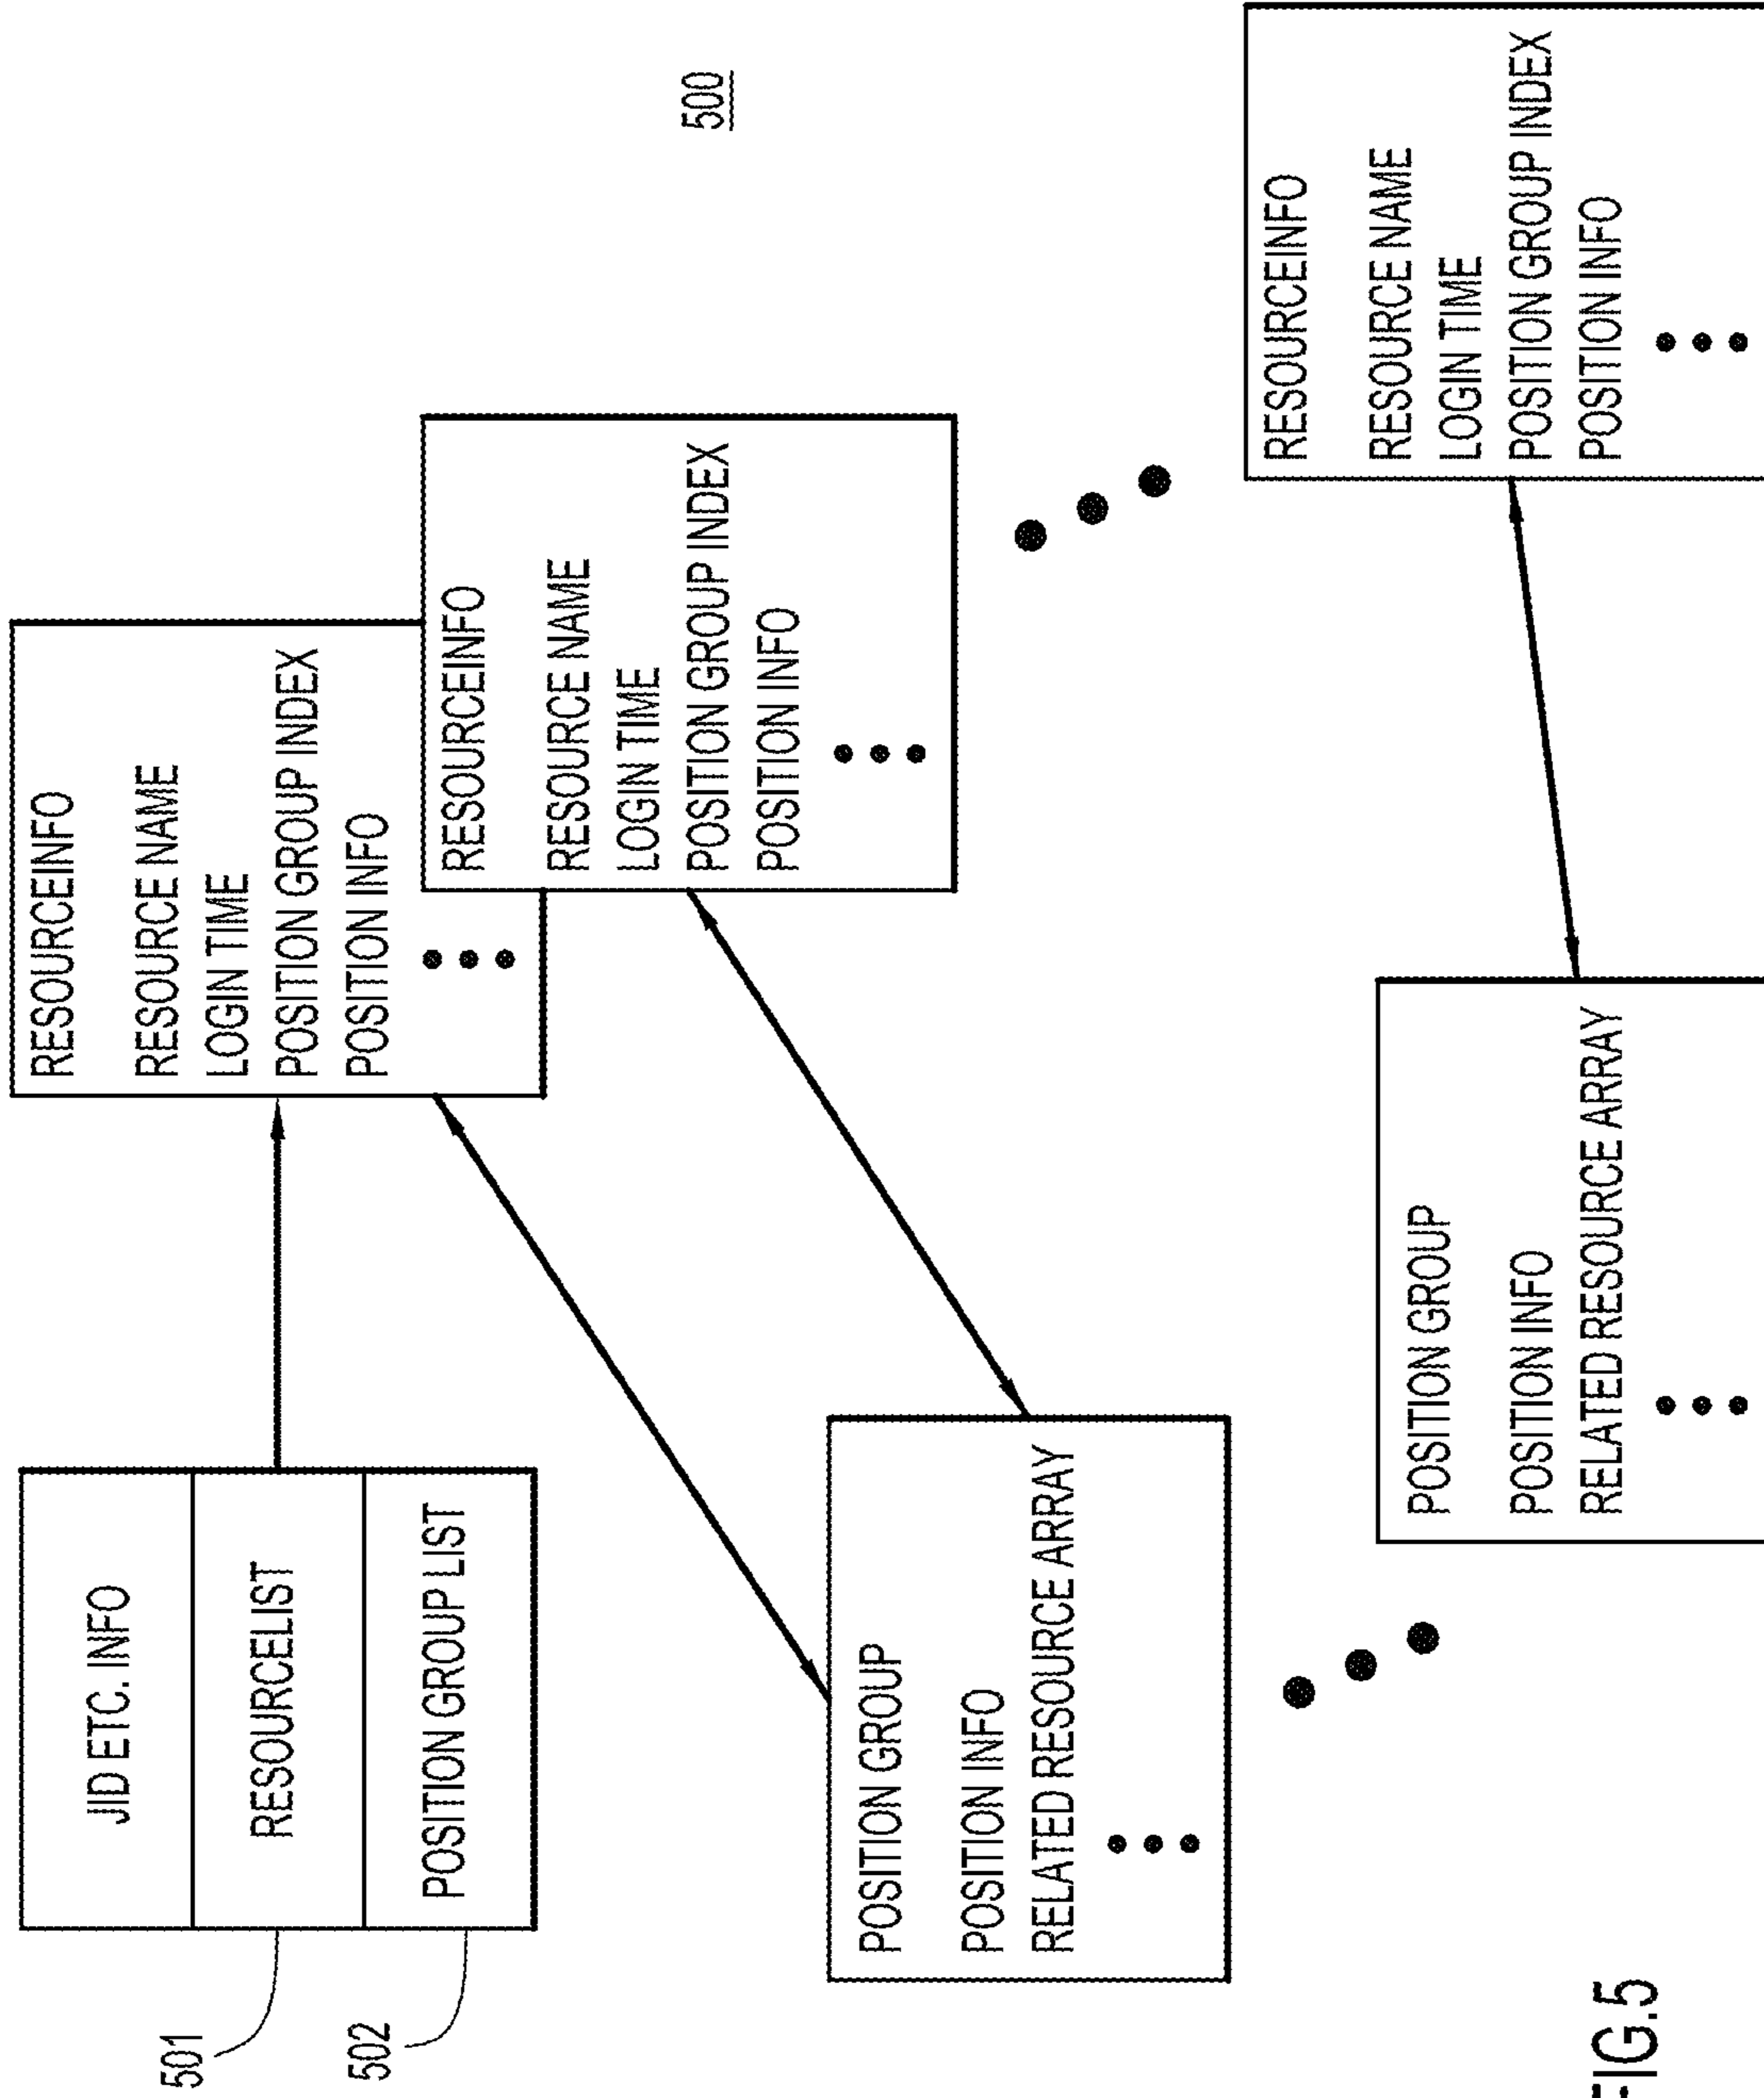 500
501
502
JID ETC. INFO
RESOURCELIST
POSITION GROUP LIST
RESOURCEINFO
RESOURCE NAME
LOGIN TIME
POSITION GROUP INDEX
POSITION INFO
RESOURCEINFO
RESOURCE NAME
LOGIN TIME
POSITION GROUP INDEX
POSITION INFO
POSITION GROUP
POSITION INFO
RELATED RESOURCE ARRAY
RESOURCEINFO
RESOURCE NAME
LOGIN TIME
POSITION GROUP INDEX
POSITION INFO
POSITION GROUP
POSITION INFO
RELATED RESOURCE ARRAY
FIG.5